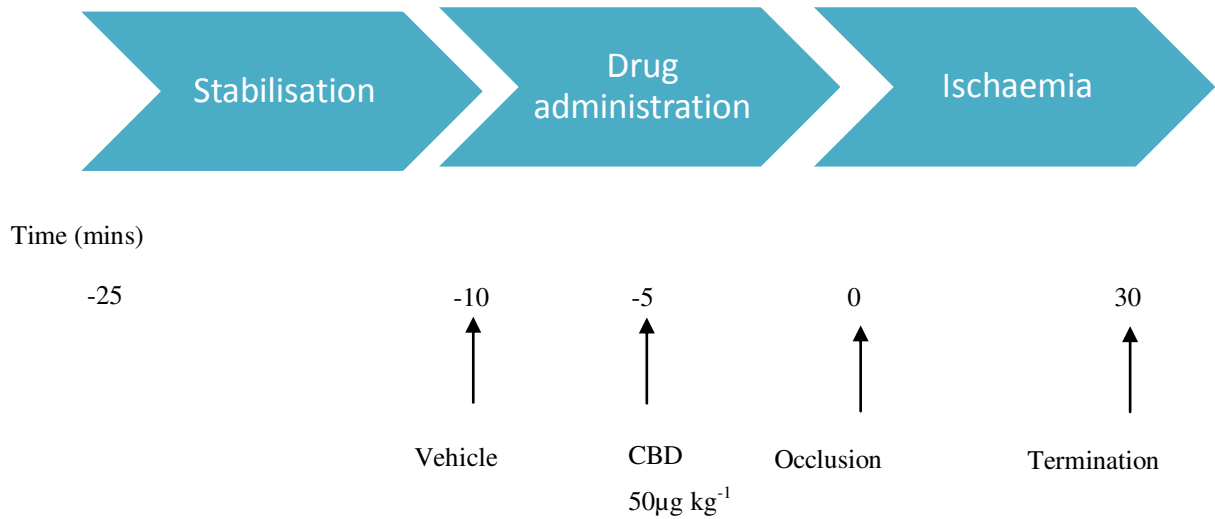 Stabilisation
Drug
administration
Ischaemia
Time (mins)
-25 -10 -5 0 30
Vehicle CBD Occlusion Termination
50µg kg-1